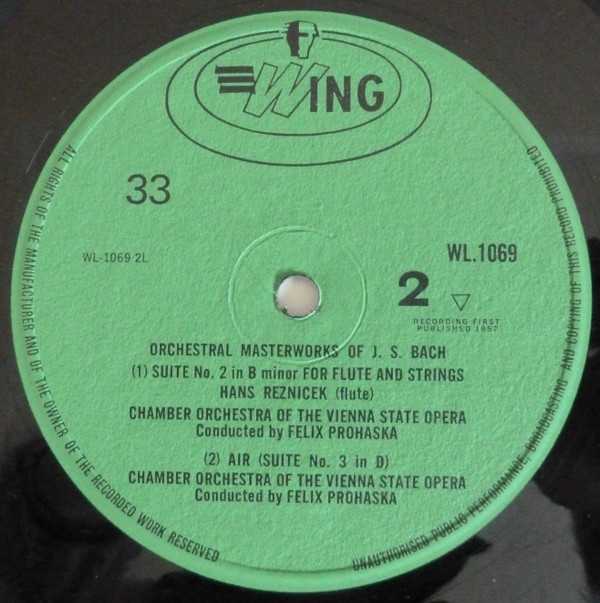 WING
33
WL-1069 2L
WL.1069
2
RECORDING FIRST
PUBLISHED 1957
ORCHESTRAL MASTERWORKS OF J. S. BACH
(1) SUITE No. 2 in B minor FOR FLUTE AND STRINGS
HANS REZNICEK (flute)
CHAMBER ORCHESTRA OF THE VIENNA STATE OPERA
Conducted by FELIX PROHASKA
(2) AIR (SUITE No. 3 in D)
CHAMBER ORCHESTRA OF THE VIENNA STATE OPERA
Conducted by FELIX PROHASKA
ALL RIGHTS OF THE MANUFACTURER AND OF THE OWNER OF THE RECORDED WORK RESERVED
UNAUTHORISED PUBLIC PERFORMANCE, BROADCASTING AND COPYING OF THIS RECORD PROHIBITED